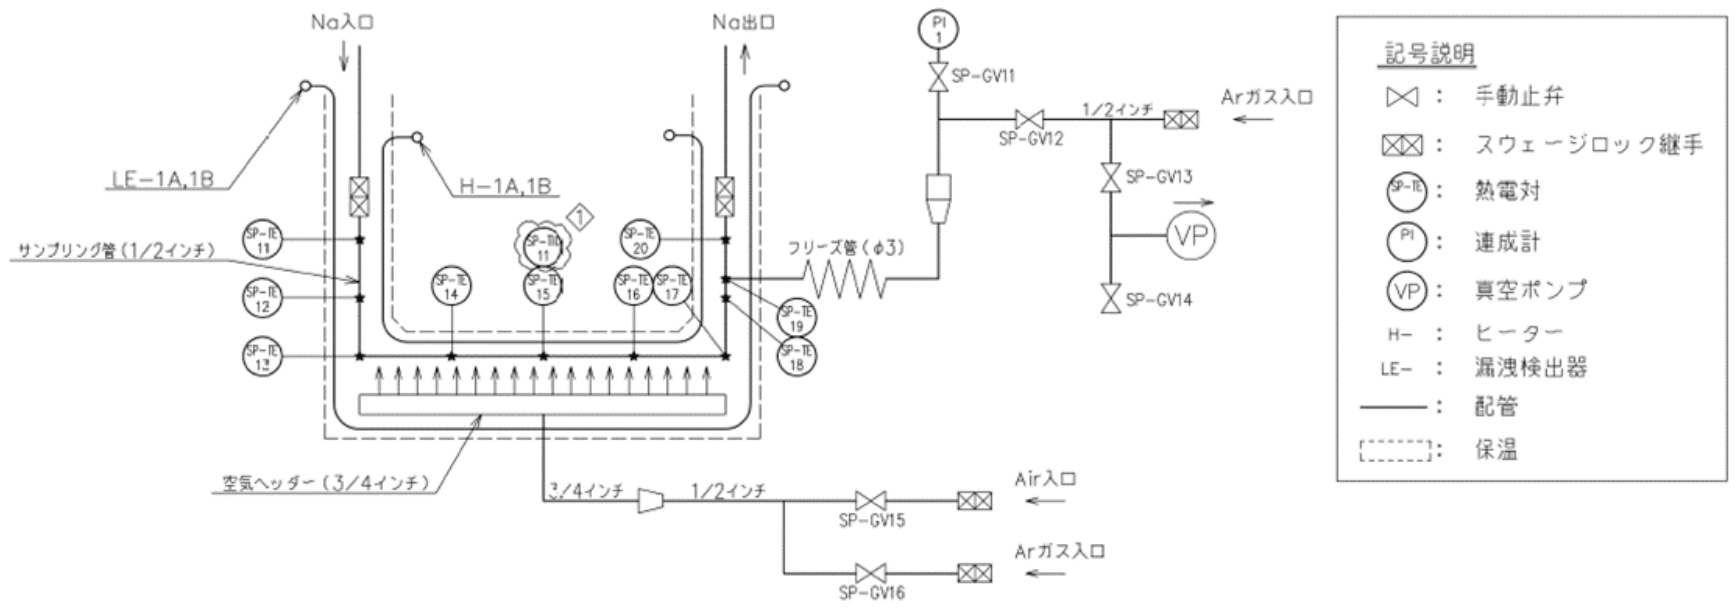 Na入口
Na出口
PI
1
SP-GV11
Arガス入口
1/2インチ
SP-GV12
LE-1A,1B
H-1A,1B
SP-GV13
VP
SP-GV14
サンプリング管(1/2インチ)
SP-TE
11
SP-TE
12
SP-TE
13
SP-TE
14
1
11
SP-TE
15
SP-TE
16
SP-TE
17
SP-TE
20
SP-TE
19
SP-TE
18
フリーズ管(φ3)
空気ヘッダー(3/4インチ)
3/4インチ
1/2インチ
Air入口
SP-GV15
Arガス入口
SP-GV16
記号説明
: 手動止弁
: スウェージロック継手
SP-TE : 熱電対
PI : 連成計
VP : 真空ポンプ
H- : ヒーター
LE- : 漏洩検出器
: 配管
: 保温